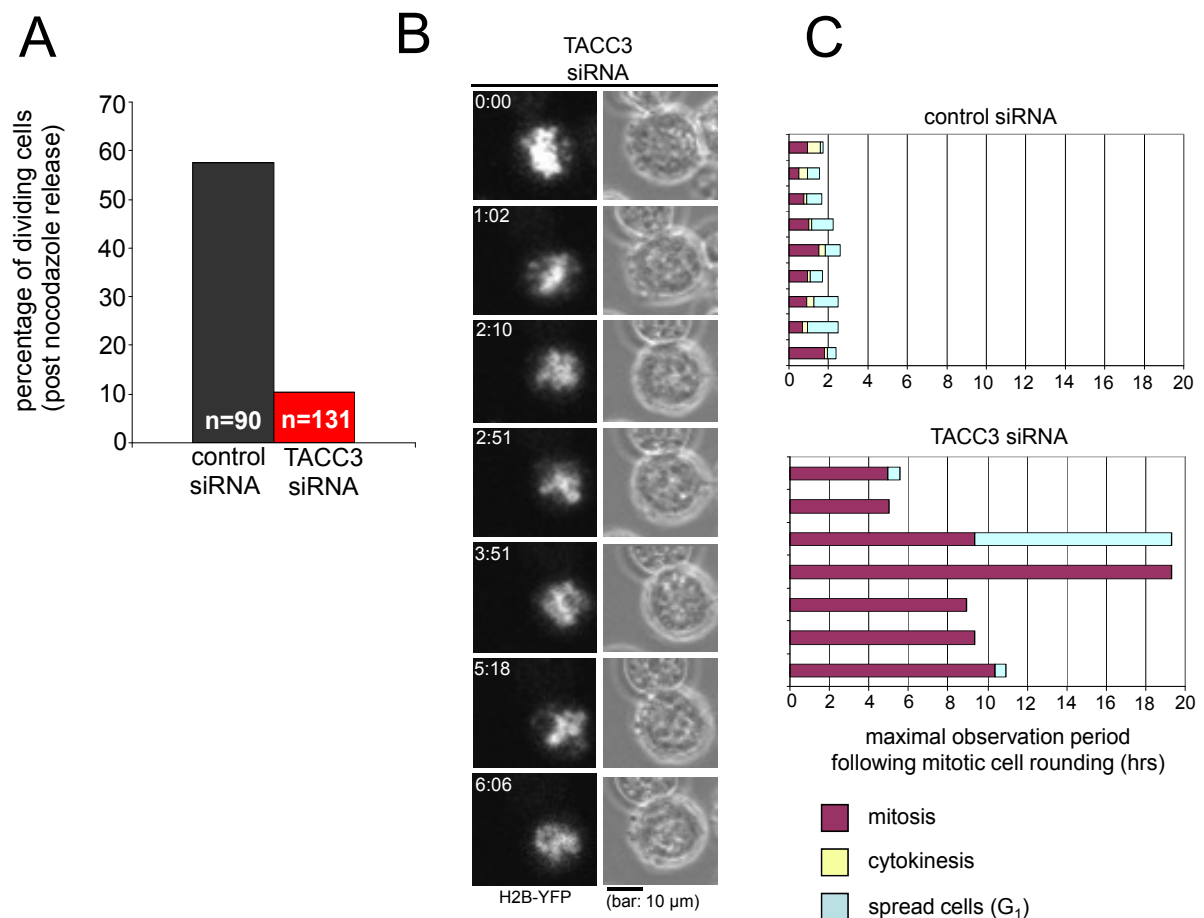 A
percentage of dividing cells
(post nocodazole release)
70
60
50
40
30
20
10
0
n=90
n=131
control
siRNA
TACC3
siRNA
B
TACC3
siRNA
0:00
1:02
2:10
2:51
3:51
5:18
6:06
H2B-YFP
(bar: 10 µm)
C
control siRNA
0 2 4 6 8 10 12 14 16 18 20
TACC3 siRNA
0 2 4 6 8 10 12 14 16 18 20
maximal observation period
following mitotic cell rounding (hrs)
mitosis
cytokinesis
spread cells (G₁)